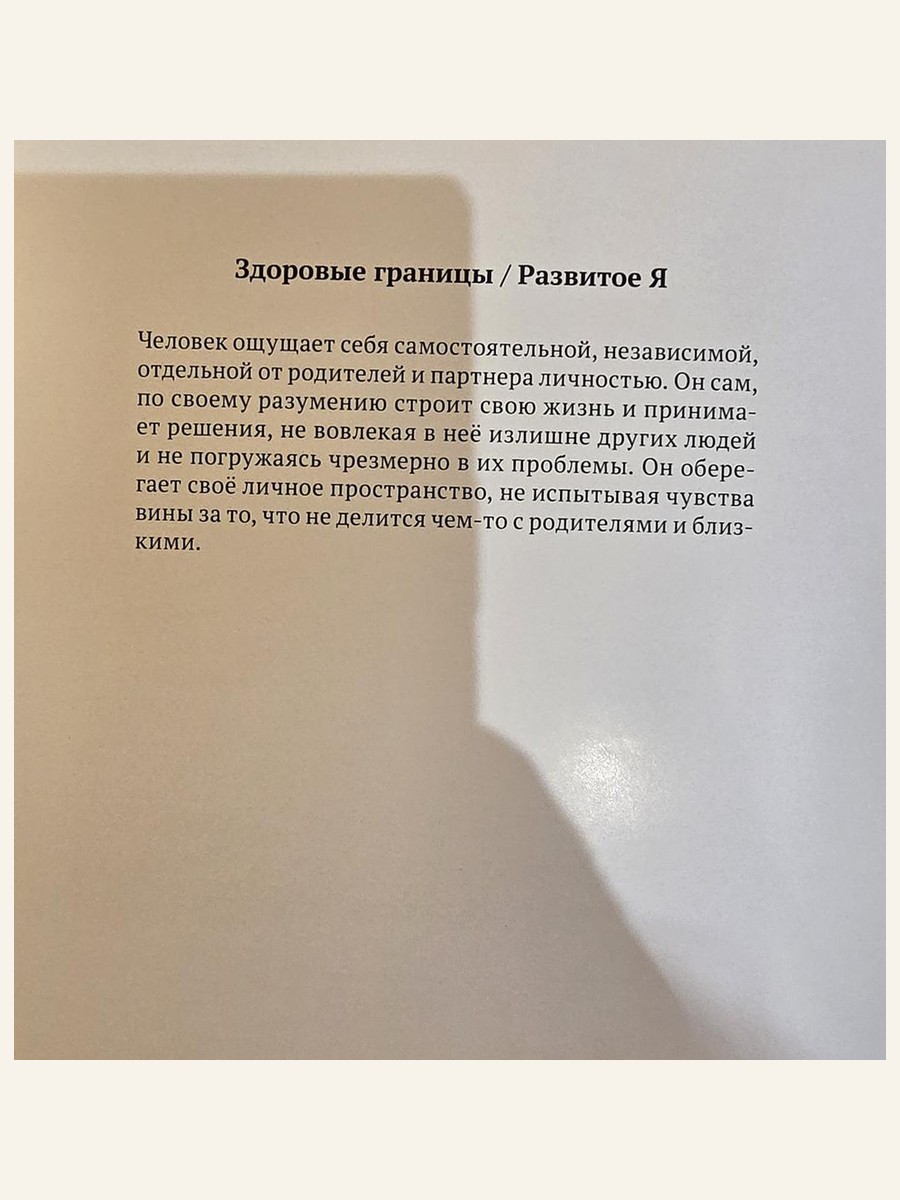 Здоровые границы / Развитое Я
Человек ощущает себя самостоятельной, независимой,
отдельной от родителей и партнера личностью. Он сам,
по своему разумению строит свою жизнь и принима-
ет решения, не вовлекая в неё излишне других людей
и не погружаясь чрезмерно в их проблемы. Он обере-
гает своё личное пространство, не испытывая чувства
вины за то, что не делится чем-то с родителями и близ-
кими.